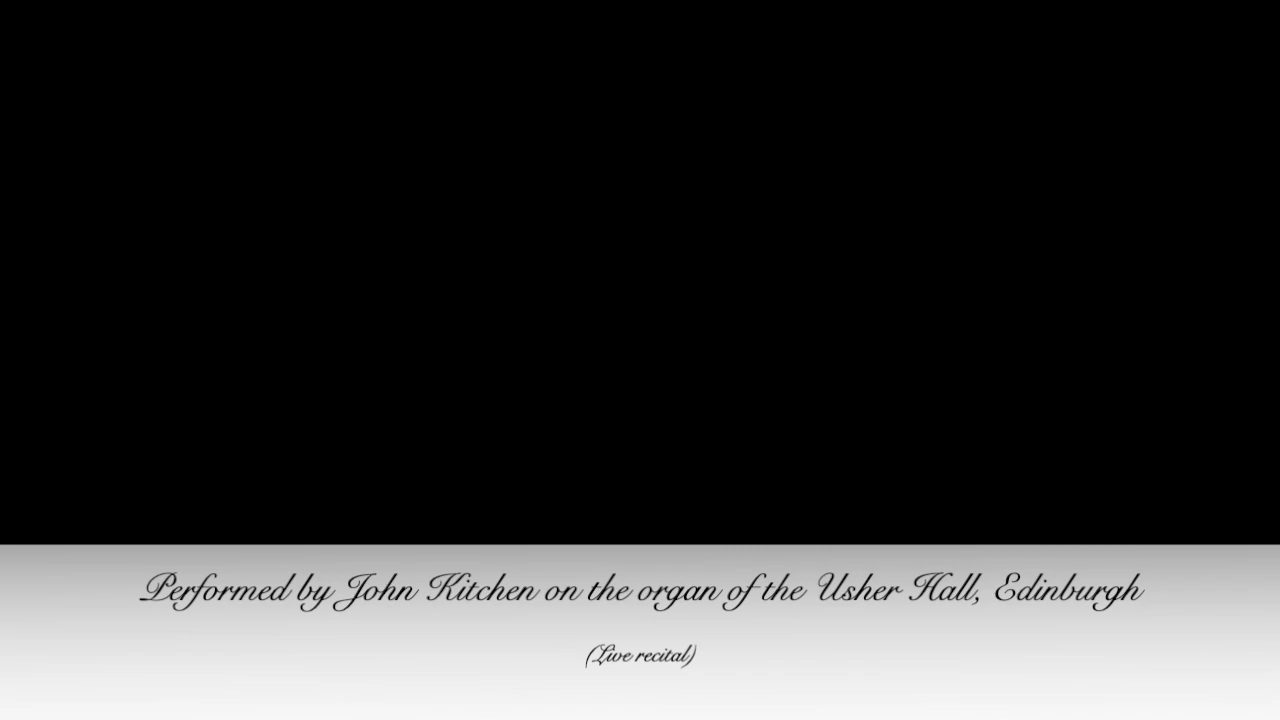 Performed by John Kitchen on the organ of the Usher Hall, Edinburgh
(Live recital)